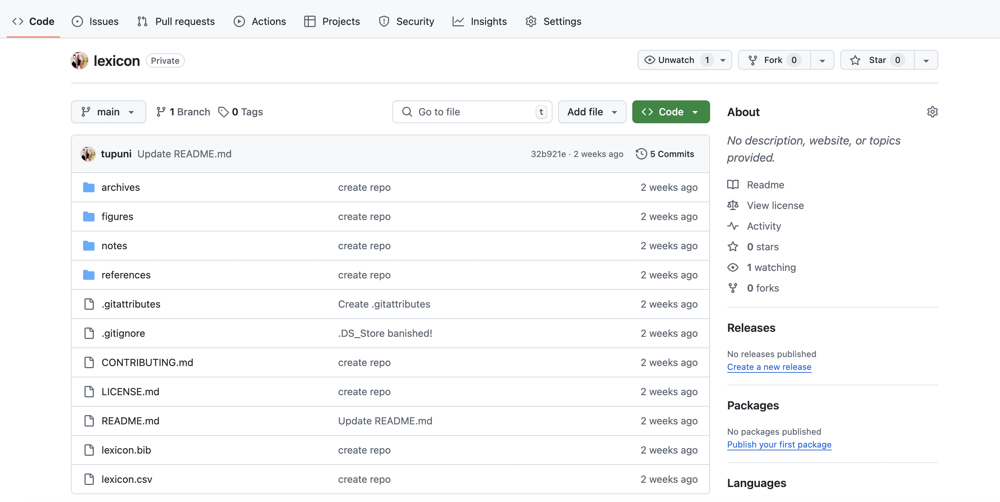 Code Issues Pull requests Actions Projects Security Insights Settings
lexicon Private Unwatch 1 Fork 0 Star 0
main 1 Branch 0 Tags Go to file t Add file Code
tupuni Update README.md 32b921e · 2 weeks ago 5 Commits
archives create repo 2 weeks ago
figures create repo 2 weeks ago
notes create repo 2 weeks ago
references create repo 2 weeks ago
.gitattributes Create .gitattributes 2 weeks ago
.gitignore .DS_Store banished! 2 weeks ago
CONTRIBUTING.md create repo 2 weeks ago
LICENSE.md create repo 2 weeks ago
README.md Update README.md 2 weeks ago
lexicon.bib create repo 2 weeks ago
lexicon.csv create repo 2 weeks ago
About
No description, website, or topics
provided.
Readme
View license
Activity
0 stars
1 watching
0 forks
Releases
No releases published
Create a new release
Packages
No packages published
Publish your first package
Languages